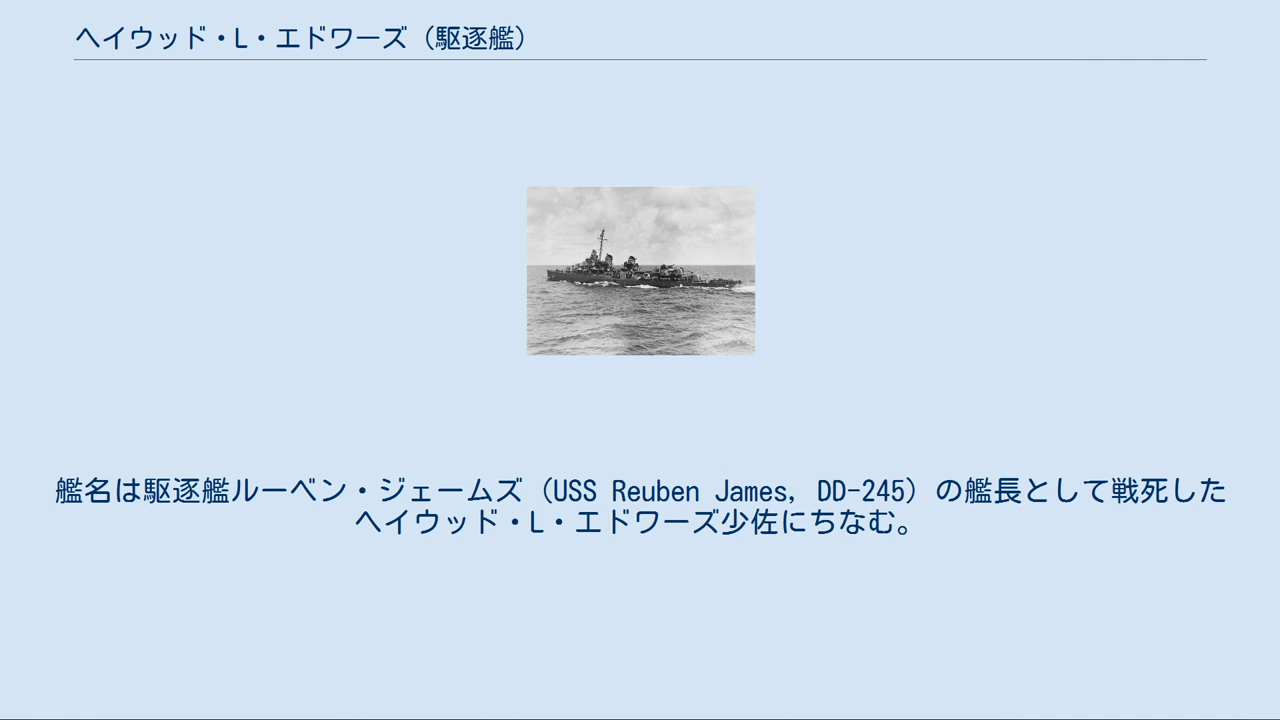 ヘイウッド・L・エドワーズ（駆逐艦）
艦名は駆逐艦ルーベン・ジェームズ（USS Reuben James, DD-245）の艦長として戦死した
ヘイウッド・L・エドワーズ少佐にちなむ。